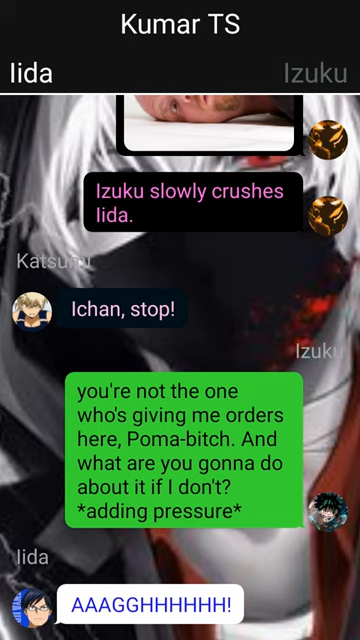 Kumar TS
Iida
Izuku
Izuku slowly crushes
Iida.
Katsumi
Ichan, stop!
Izuku
you're not the one
who's giving me orders
here, Poma-bitch. And
what are you gonna do
about it if I don't?
*adding pressure*
Iida
AAAGGHHHHHH!